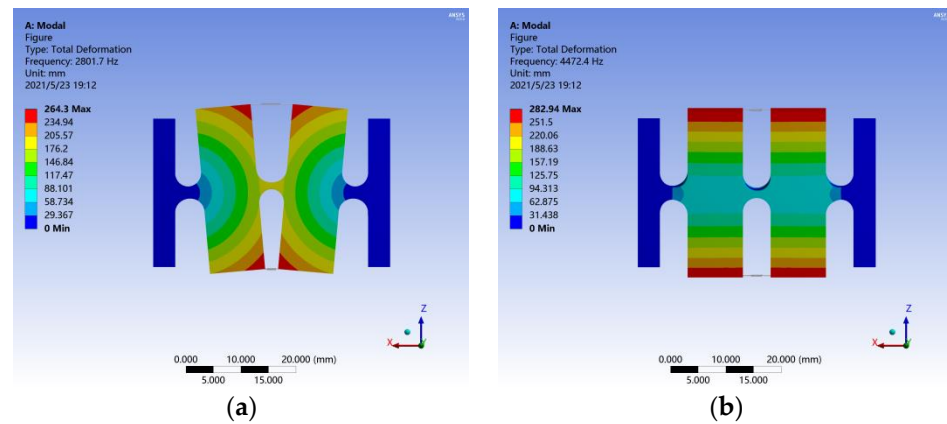 ANSYS
A: Modal
Figure
Type: Total Deformation
Frequency: 2801.7 Hz
Unit: mm
2021/5/23 19:12
264.3 Max
234.94
205.57
176.2
146.84
117.47
88.101
58.734
29.367
0 Min
Z
X
Y
0.000 10.000 20.000 (mm)
5.000 15.000
(a)
ANSYS
A: Modal
Figure
Type: Total Deformation
Frequency: 4472.4 Hz
Unit: mm
2021/5/23 19:12
282.94 Max
251.5
220.06
188.63
157.19
125.75
94.313
62.875
31.438
0 Min
Z
X
Y
0.000 10.000 20.000 (mm)
5.000 15.000
(b)